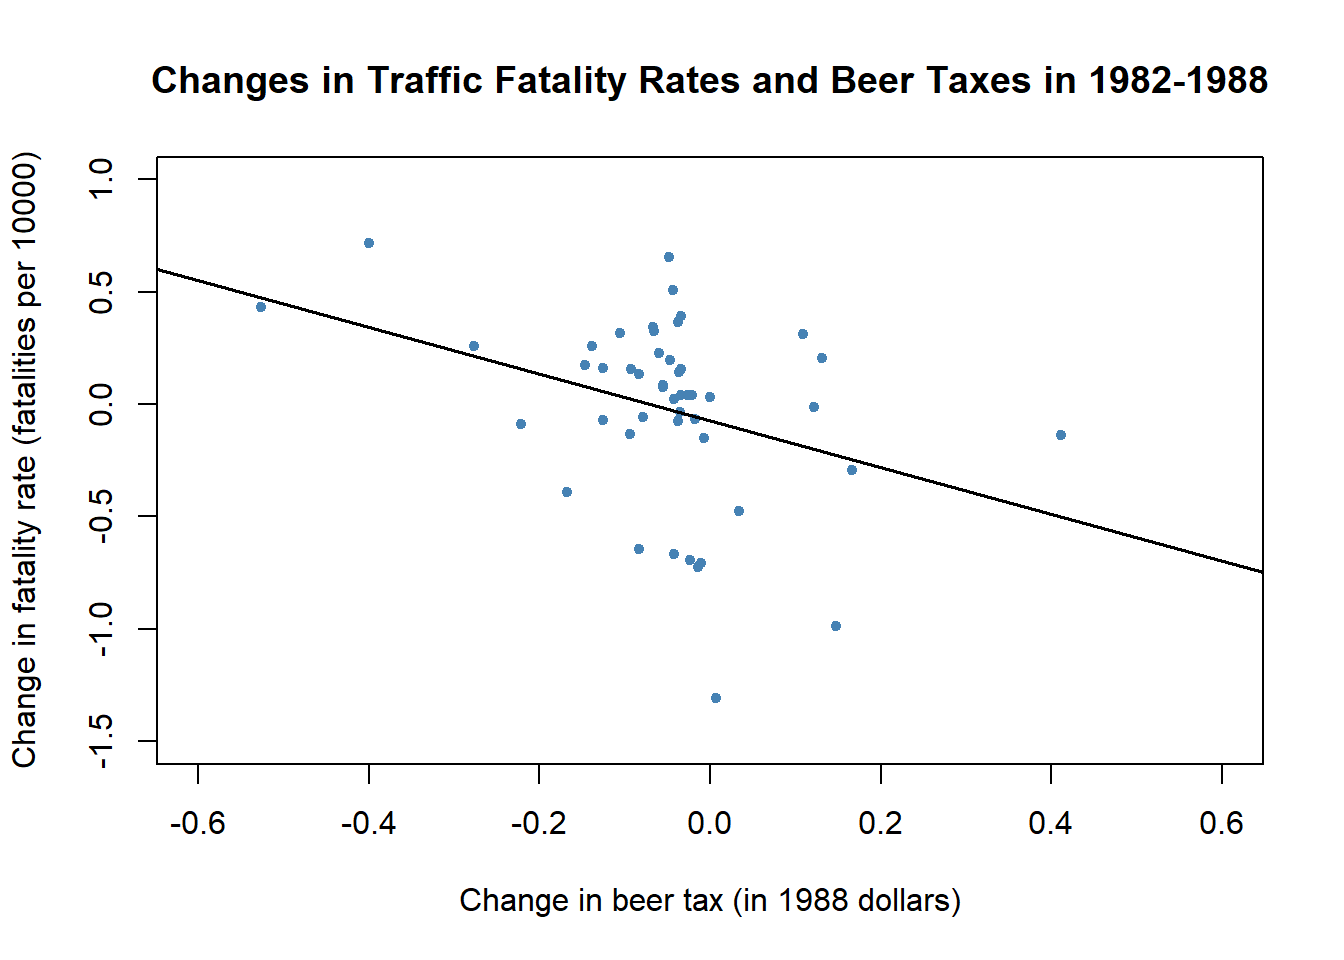 Changes in Traffic Fatality Rates and Beer Taxes in 1982-1988
Change in fatality rate (fatalities per 10000)
1.0
0.5
0.0
-0.5
-1.0
-1.5
-0.6 -0.4 -0.2 0.0 0.2 0.4 0.6
Change in beer tax (in 1988 dollars)